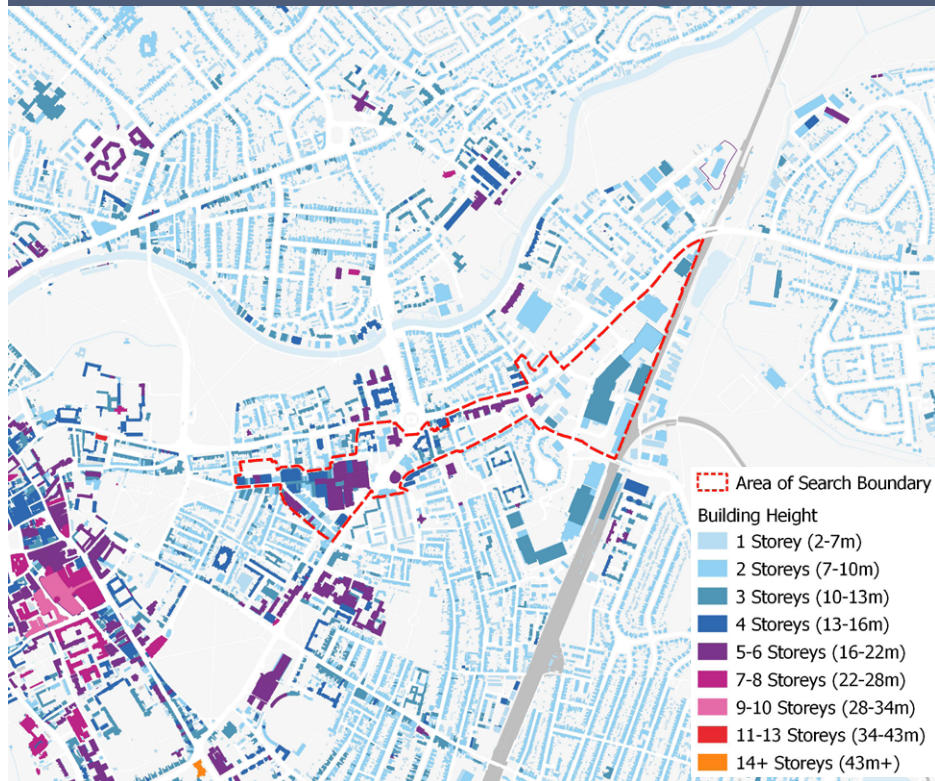 Area of Search Boundary
Building Height
1 Storey (2-7m)
2 Storeys (7-10m)
3 Storeys (10-13m)
4 Storeys (13-16m)
5-6 Storeys (16-22m)
7-8 Storeys (22-28m)
9-10 Storeys (28-34m)
11-13 Storeys (34-43m)
14+ Storeys (43m+)